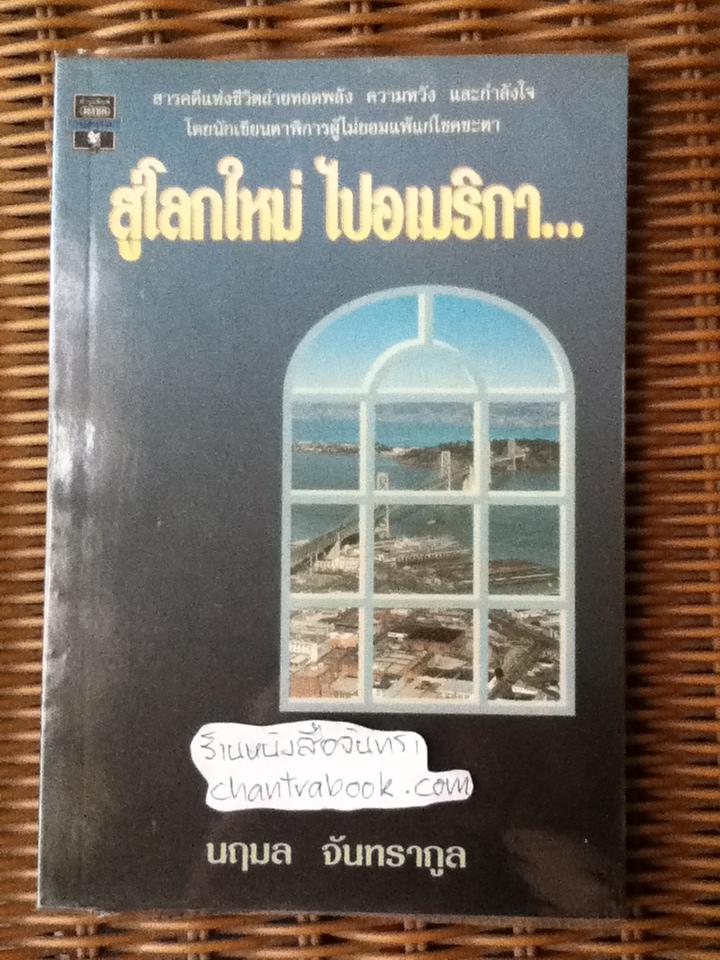 สารคดีแห่งชีวิตถ่ายทอดพลัง ความหวัง และกำลังใจ
โดยนักเขียนตาพิการผู้ไม่ยอมแพ้แก่โชคชะตา
สู่โลกใหม่ ไปอเมริกา...
ร้านหนังสือจันทรา
chantrabook.com
นฤมล จันทรากูล